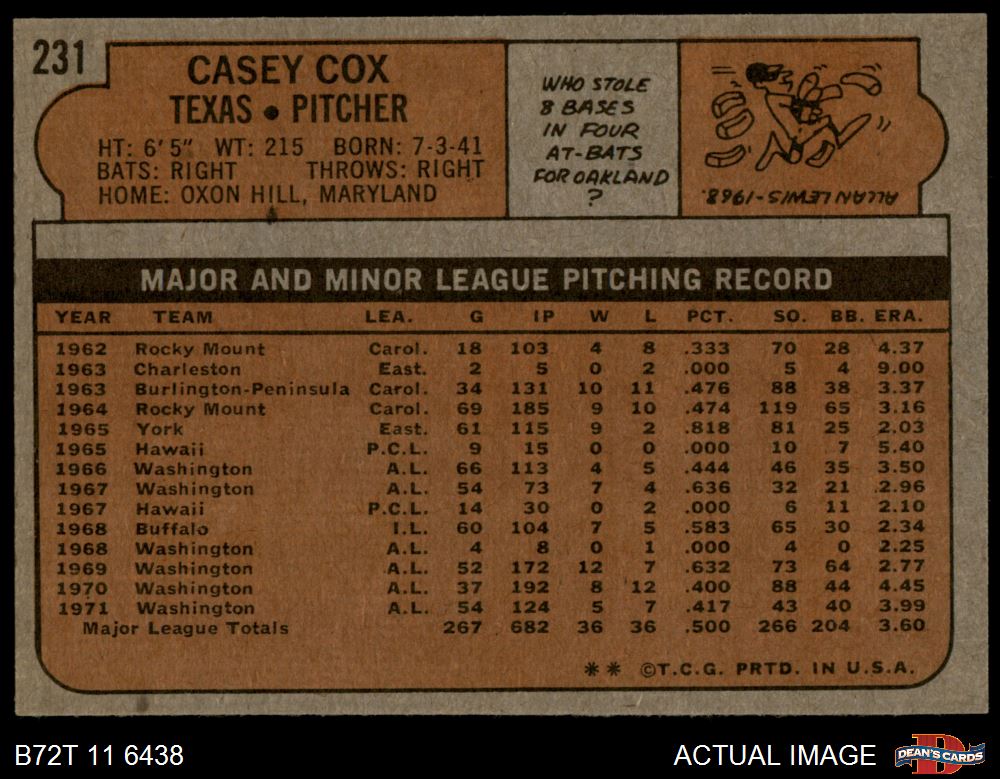 231
CASEY COX
TEXAS • PITCHER
HT: 6'5" WT: 215 BORN: 7-3-41
BATS: RIGHT THROWS: RIGHT
HOME: OXON HILL, MARYLAND
WHO STOLE
8 BASES
IN FOUR
AT-BATS
FOR OAKLAND
?
ALLAN LEWIS-1968.
MAJOR AND MINOR LEAGUE PITCHING RECORD
YEAR TEAM LEA. G IP W L PCT. SO. BB. ERA.
1962 Rocky Mount Carol. 18 103 4 8 .333 70 28 4.37
1963 Charleston East. 2 5 0 2 .000 5 4 9.00
1963 Burlington-Peninsula Carol. 34 131 10 11 .476 88 38 3.37
1964 Rocky Mount Carol. 69 185 9 10 .474 119 65 3.16
1965 York East. 61 115 9 2 .818 81 25 2.03
1965 Hawaii P.C.L. 9 15 0 0 .000 10 7 5.40
1966 Washington A.L. 66 113 4 5 .444 46 35 3.50
1967 Washington A.L. 54 73 7 4 .636 32 21 2.96
1967 Hawaii P.C.L. 14 30 0 2 .000 6 11 2.10
1968 Buffalo I.L. 60 104 7 5 .583 65 30 2.34
1968 Washington A.L. 4 8 0 1 .000 4 0 2.25
1969 Washington A.L. 52 172 12 7 .632 73 64 2.77
1970 Washington A.L. 37 192 8 12 .400 88 44 4.45
1971 Washington A.L. 54 124 5 7 .417 43 40 3.99
Major League Totals 267 682 36 36 .500 266 204 3.60
** ©T.C.G. PRTD. IN U.S.A.
B72T 11 6438
ACTUAL IMAGE
DEAN'S CARDS